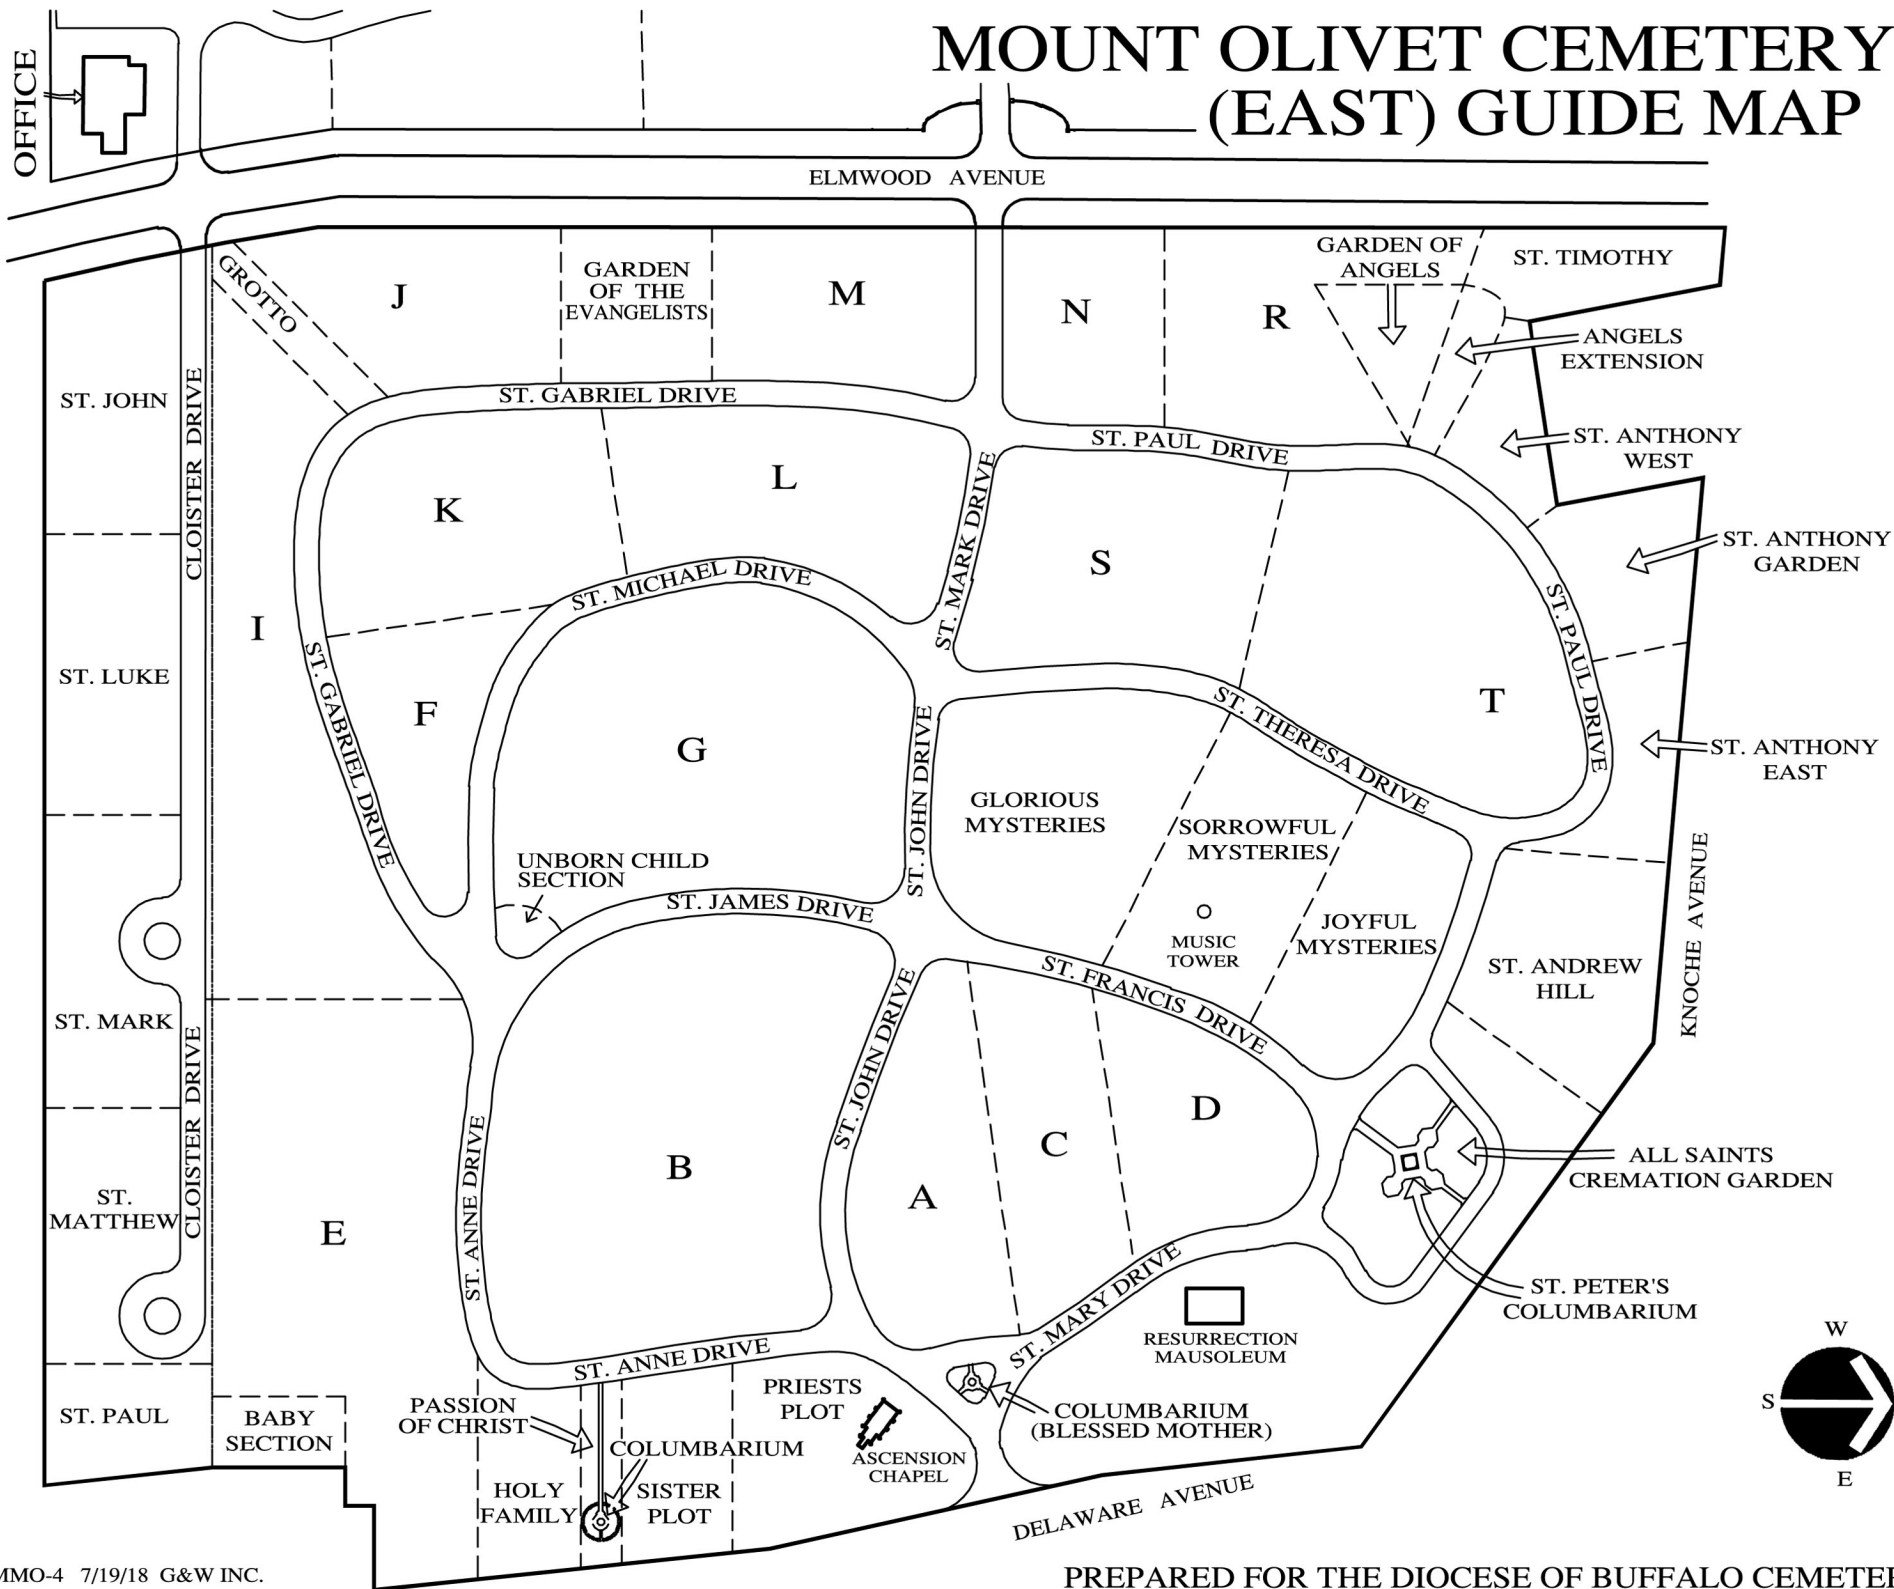 MOUNT OLIVET CEMETERY
(EAST) GUIDE MAP
OFFICE
ELMWOOD AVENUE
GROTTO
J
GARDEN
OF THE
EVANGELISTS
M
N
R
GARDEN OF
ANGELS
ST. TIMOTHY
ANGELS
EXTENSION
ST. JOHN
CLOISTER DRIVE
ST. GABRIEL DRIVE
ST. PAUL DRIVE
ST. ANTHONY
WEST
K
L
ST. MARK DRIVE
S
ST. ANTHONY
GARDEN
ST. MICHAEL DRIVE
I
ST. LUKE
ST. GABRIEL DRIVE
F
G
ST. JOHN DRIVE
ST. THERESA DRIVE
T
ST. PAUL DRIVE
ST. ANTHONY
EAST
GLORIOUS
MYSTERIES
SORROWFUL
MYSTERIES
UNBORN CHILD
SECTION
ST. JAMES DRIVE
MUSIC
TOWER
JOYFUL
MYSTERIES
KNOCHE AVENUE
ST. ANDREW
HILL
ST. FRANCIS DRIVE
ST. MARK
CLOISTER DRIVE
ST. JOHN DRIVE
ST. ANNE DRIVE
B
C
D
A
ALL SAINTS
CREMATION GARDEN
ST.
MATTHEW
E
ST. MARY DRIVE
ST. PETER'S
COLUMBARIUM
RESURRECTION
MAUSOLEUM
ST. ANNE DRIVE
W
S
E
ST. PAUL
BABY
SECTION
PASSION
OF CHRIST
PRIESTS
PLOT
COLUMBARIUM
(BLESSED MOTHER)
COLUMBARIUM
ASCENSION
CHAPEL
HOLY
FAMILY
SISTER
PLOT
DELAWARE AVENUE
MMO-4 7/19/18 G&W INC.
PREPARED FOR THE DIOCESE OF BUFFALO CEMETE